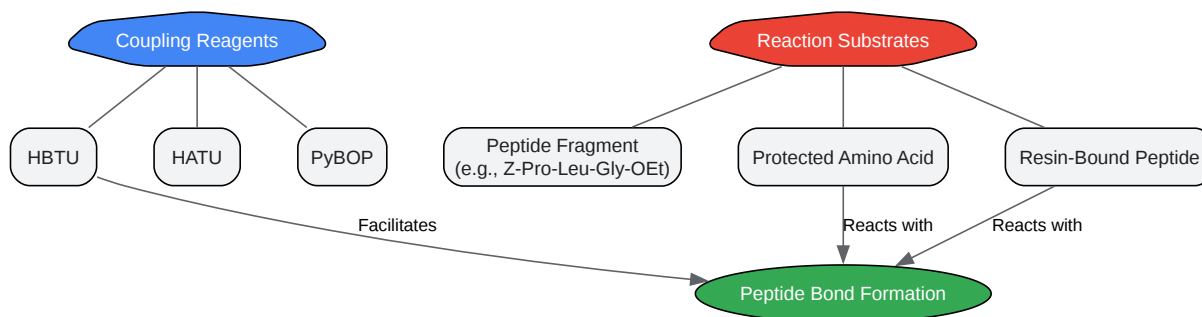 Coupling Reagents
Reaction Substrates
HBTU
HATU
PyBOP
Peptide Fragment
(e.g., Z-Pro-Leu-Gly-OEt)
Protected Amino Acid
Resin-Bound Peptide
Facilitates
Reacts with
Reacts with
Peptide Bond Formation